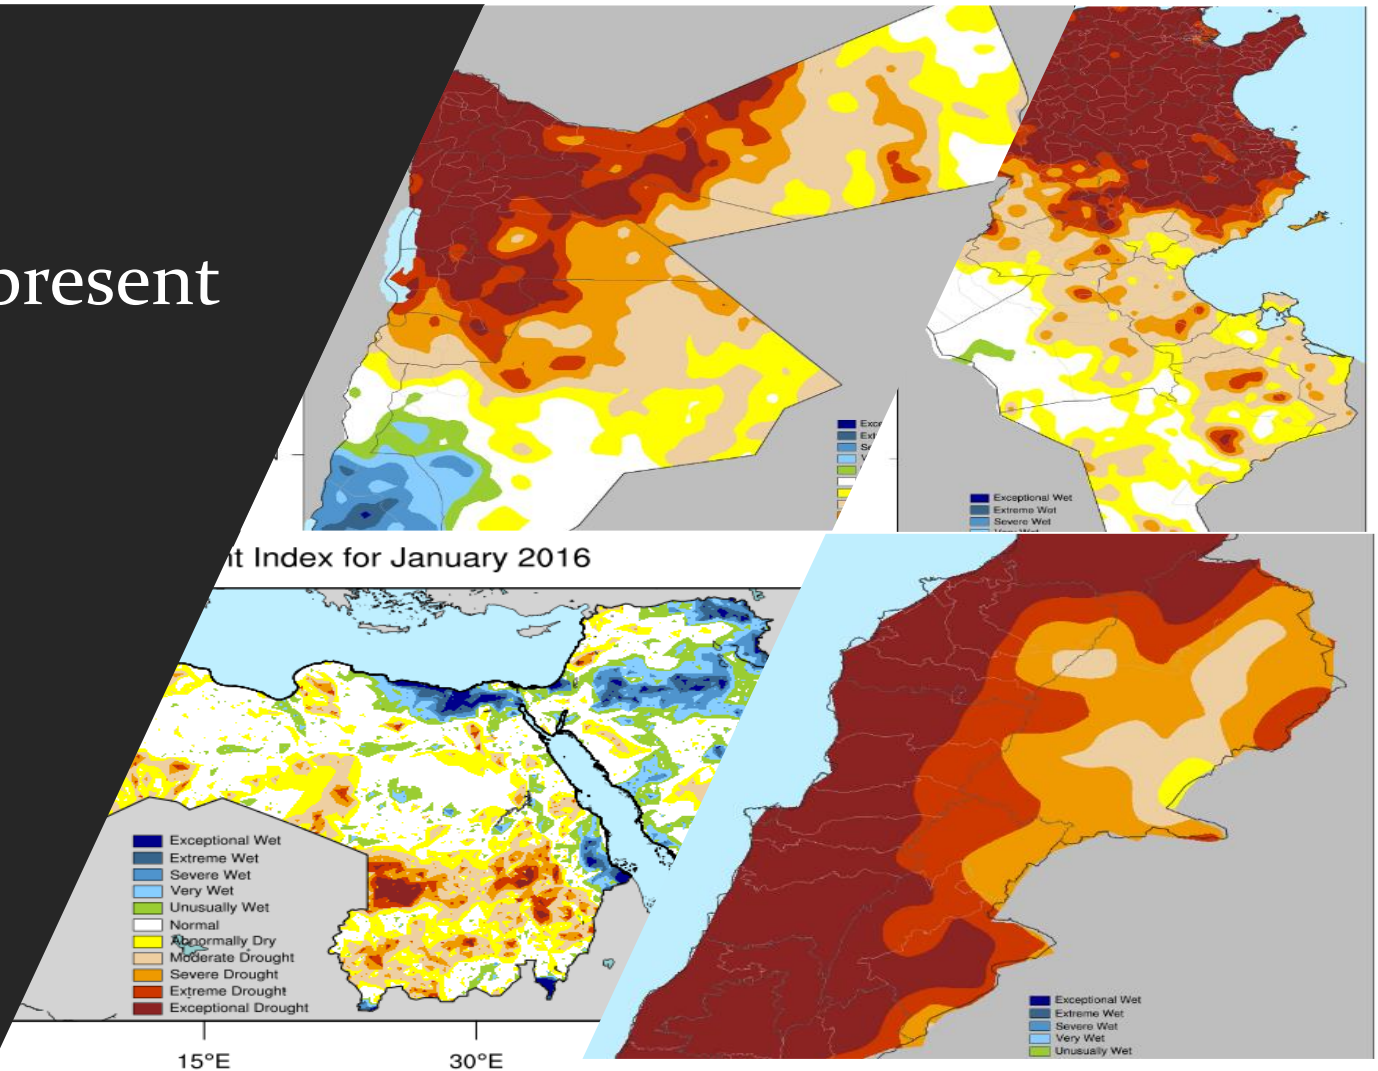 present
Exceptional Wet
Extreme Wet
Severe Wet
Index for January 2016
Exceptional Wet
Extreme Wet
Severe Wet
Very Wet
Unusually Wet
Normal
Abnormally Dry
Moderate Drought
Severe Drought
Extreme Drought
Exceptional Drought
15°E 30°E
Exceptional Wet
Extreme Wet
Severe Wet
Very Wet
Unusually Wet